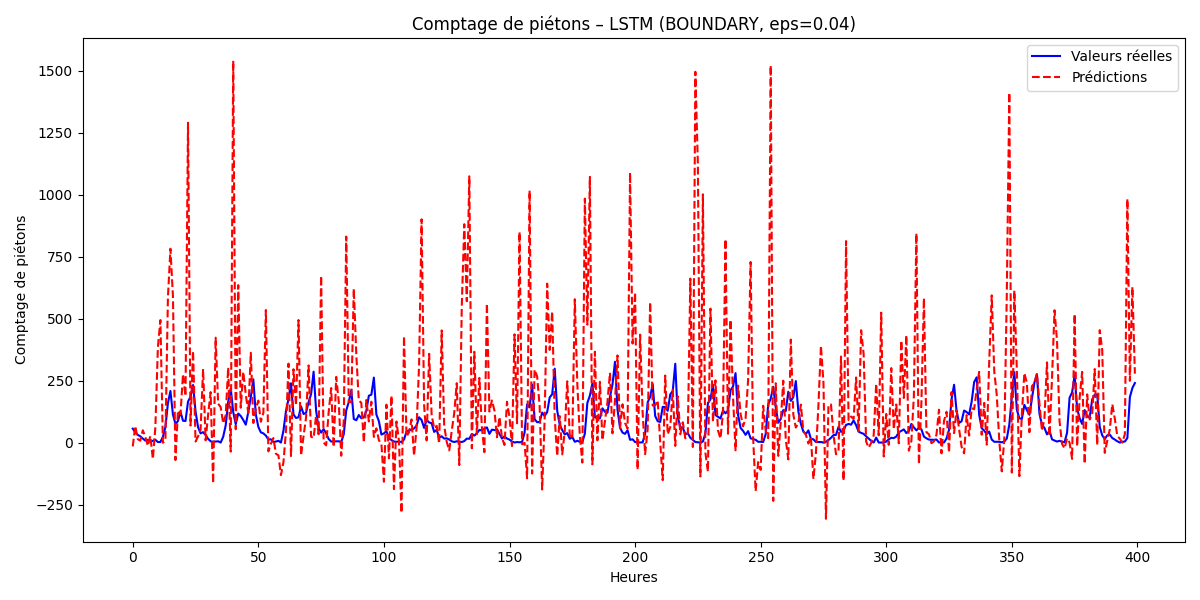 Comptage de piétons – LSTM (BOUNDARY, eps=0.04)
Valeurs réelles
Prédictions
Comptage de piétons
1500
1250
1000
750
500
250
0
−250
0 50 100 150 200 250 300 350 400
Heures